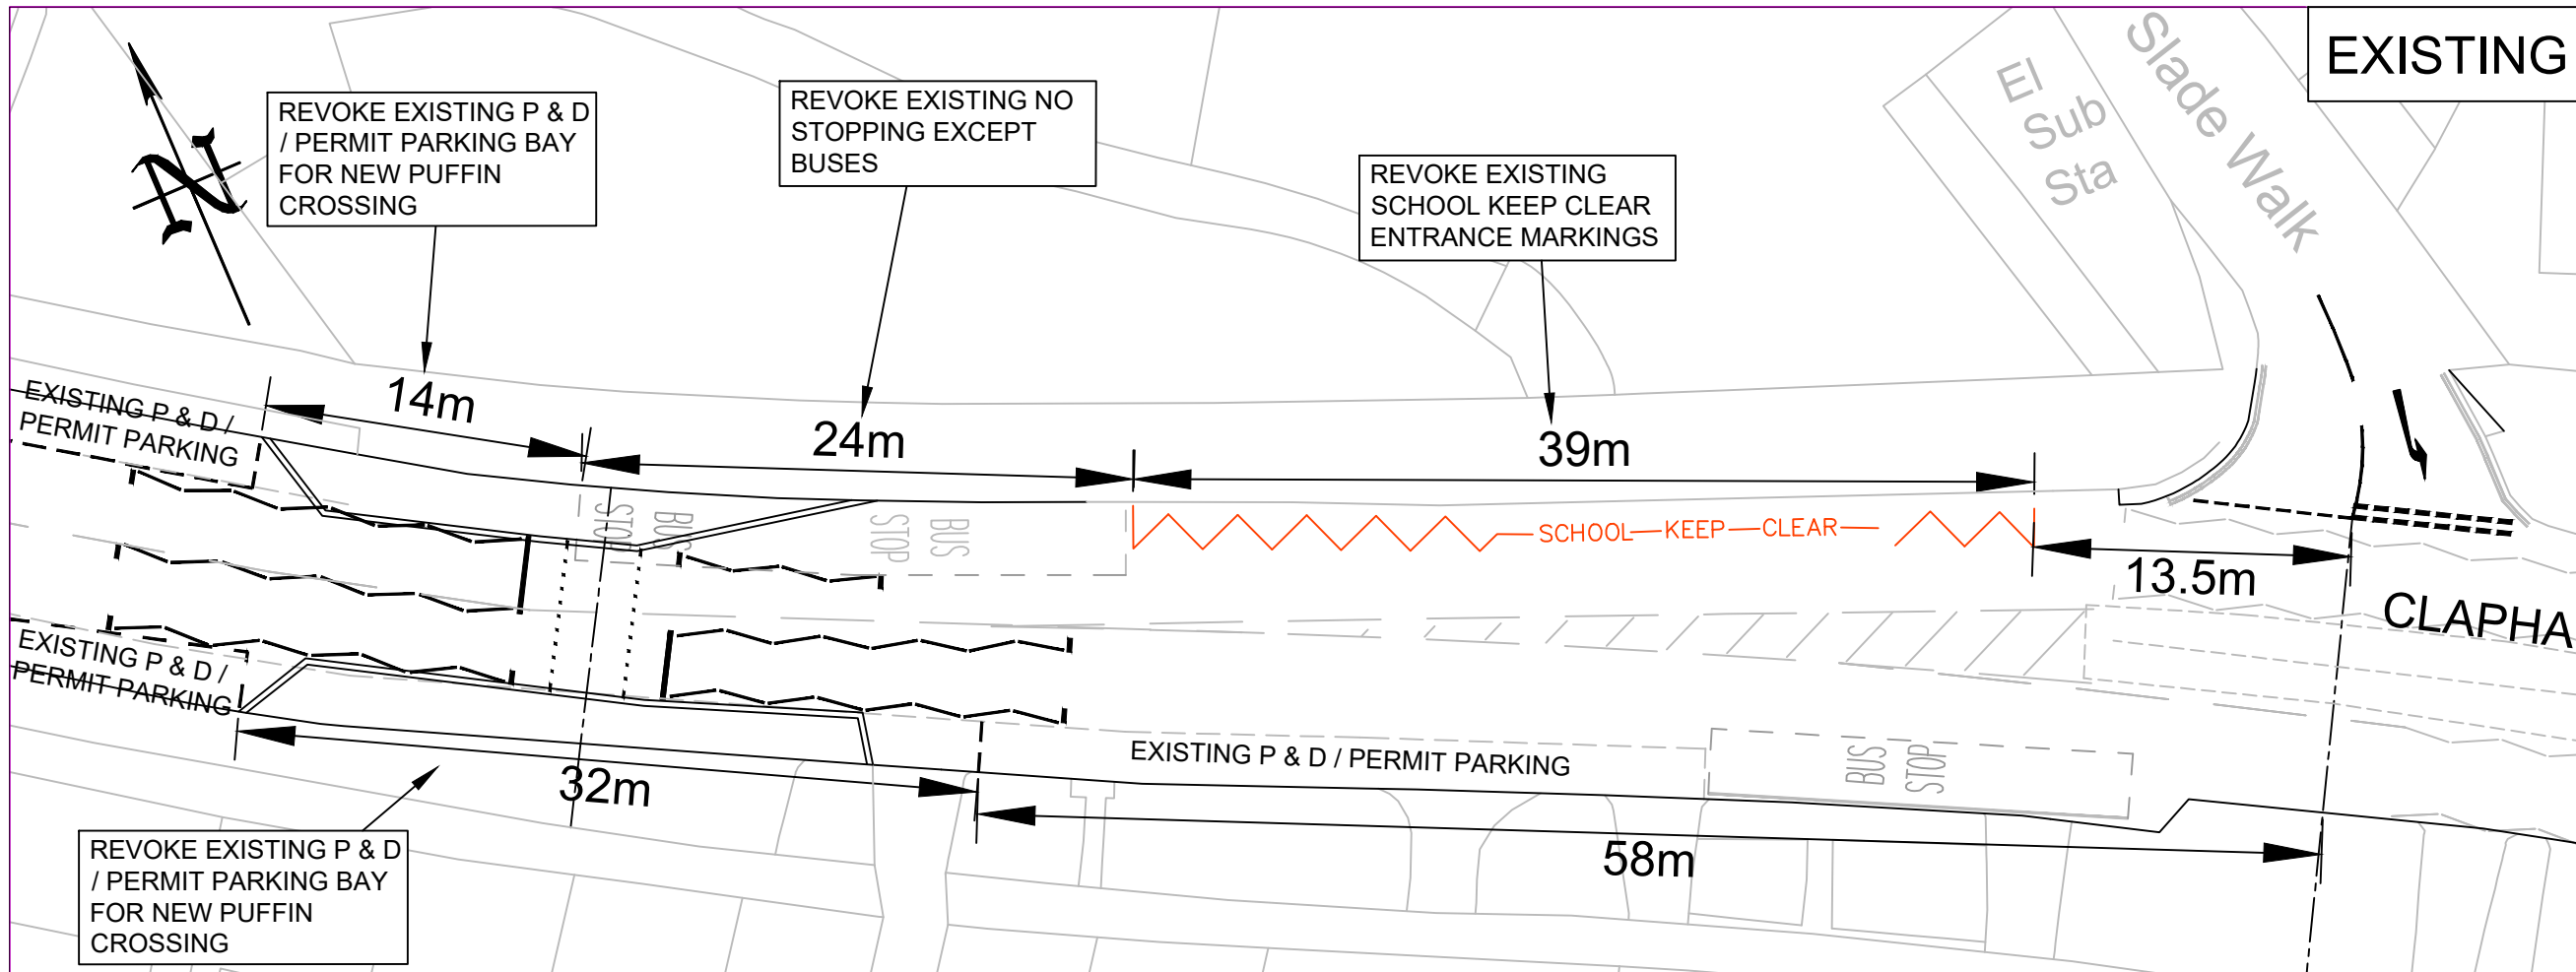 EXISTING
Slade Walk
El
Sub
Sta
REVOKE EXISTING P & D
/ PERMIT PARKING BAY
FOR NEW PUFFIN
CROSSING
REVOKE EXISTING NO
STOPPING EXCEPT
BUSES
REVOKE EXISTING
SCHOOL KEEP CLEAR
ENTRANCE MARKINGS
N
EXISTING P & D /
PERMIT PARKING
14m
24m
39m
BUS
STOP
BUS
STOP
SCHOOL KEEP CLEAR
13.5m
CLAPHA
EXISTING P & D /
PERMIT PARKING
32m
EXISTING P & D / PERMIT PARKING
BUS
STOP
58m
REVOKE EXISTING P & D
/ PERMIT PARKING BAY
FOR NEW PUFFIN
CROSSING